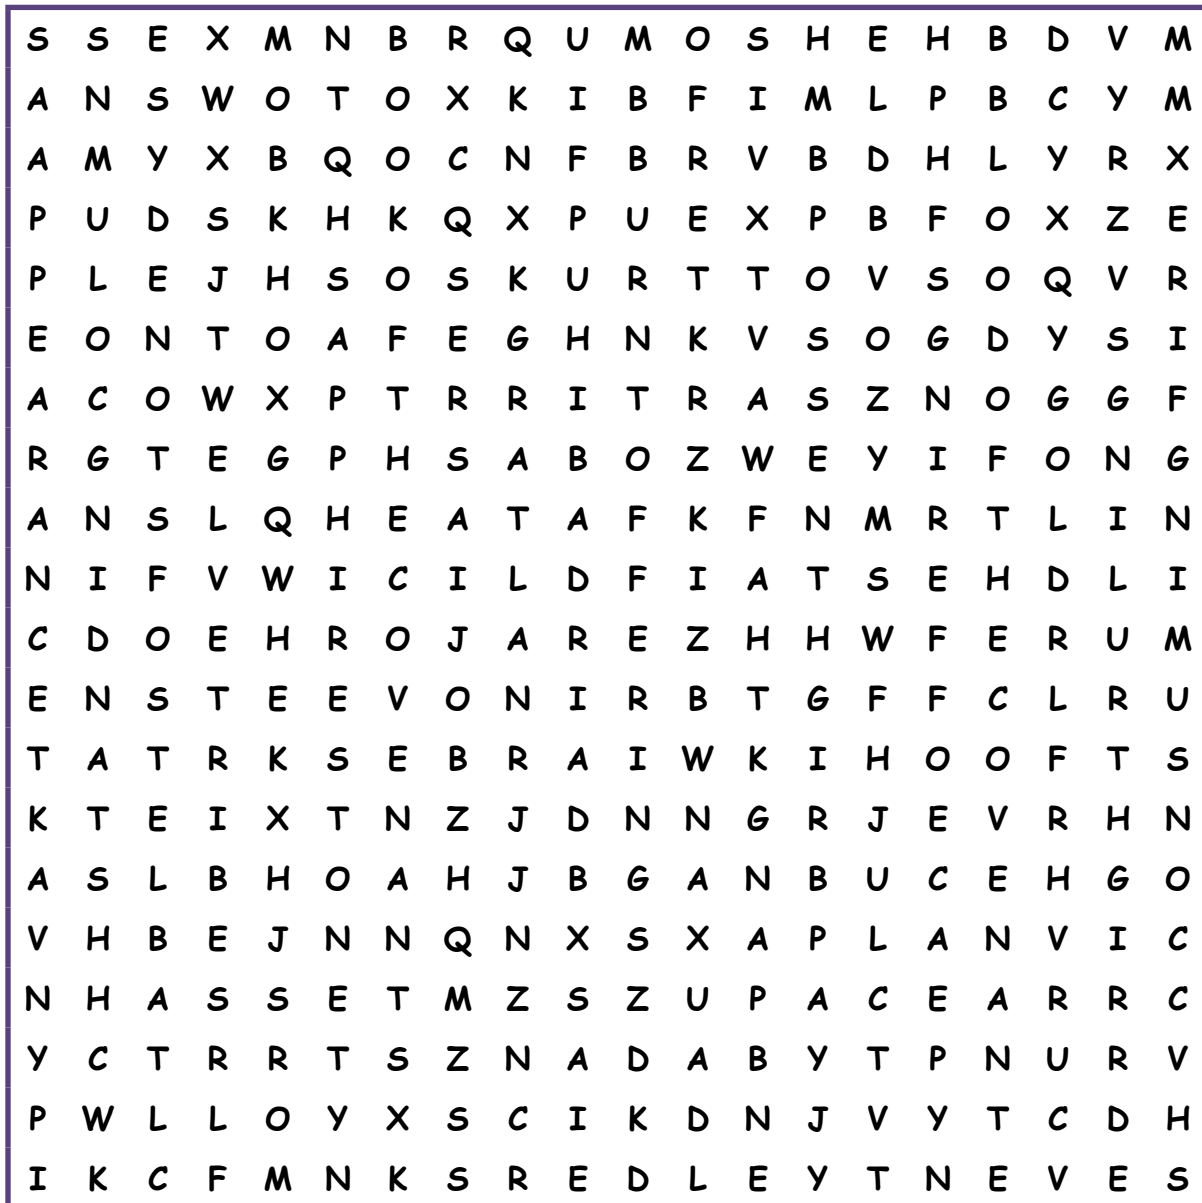 S S E X M N B R Q U M O S H E H B D V M
A N S W O T O X K I B F I M L P B C Y M
A M Y X B Q O C N F B R V B D H L Y R X
P U D S K H K Q X P U E X P B F O X Z E
P L E J H S O S K U R T T O V S O Q V R
E O N T O A F E G H N K V S O G D Y S I
A C O W X P T R R I T R A S Z N O G G F
R G T E G P H S A B O Z W E Y I F O N G
A N S L Q H E A T A F K F N M R T L I N
N I F V W I C I L D F I A T S E H D L I
C D O E H R O J A R E Z H H W F E R U M
E N S T E E V O N I R B T G F F C L R U
T A T R K S E B R A I W K I H O O F T S
K T E I X T N Z J D N N G R J E V R H N
A S L B H O A H J B G A N B U C E H G O
V H B E J N N Q N X S X A P L A N V I C
N H A S S E T M Z S Z U P A C E A R R C
Y C T R R T S Z N A D A B Y T P N U R V
P W L L O Y X S C I K D N J V Y T C D H
I K C F M N K S R E D L E Y T N E V E S